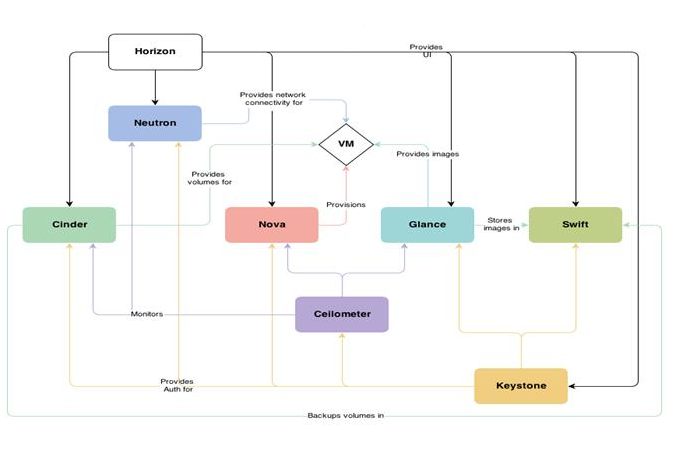 Horizon
Provides
UI
Provides network
connectivity for
Neutron
VM
Provides images
Provides
volumes for
Provisions
Cinder
Nova
Glance
Stores
images in
Swift
Monitors
Ceilometer
Provides
Auth for
Keystone
Backups volumes in